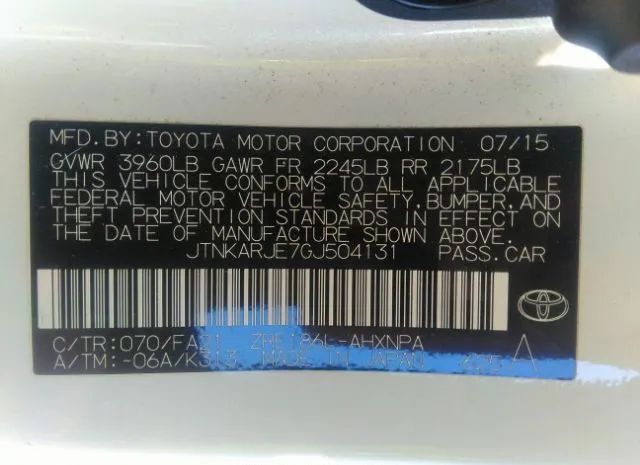 MFD.BY:TOYOTA MOTOR CORPORATION 07/15
GVWR 3960LB GAWR FR 2245LB RR 2175LB
THIS VEHICLE CONFORMS TO ALL APPLICABLE
FEDERAL MOTOR VEHICLE SAFETY,BUMPER,AND
THEFT PREVENTION STANDARDS IN EFFECT ON
THE DATE OF MANUFACTURE SHOWN ABOVE.
JTNKARJE7GJ504131 PASS.CAR
C/TR:070/FA21 ZRE186L-AHXNPA
A/TM:-06A/K313 MADE IN JAPAN A